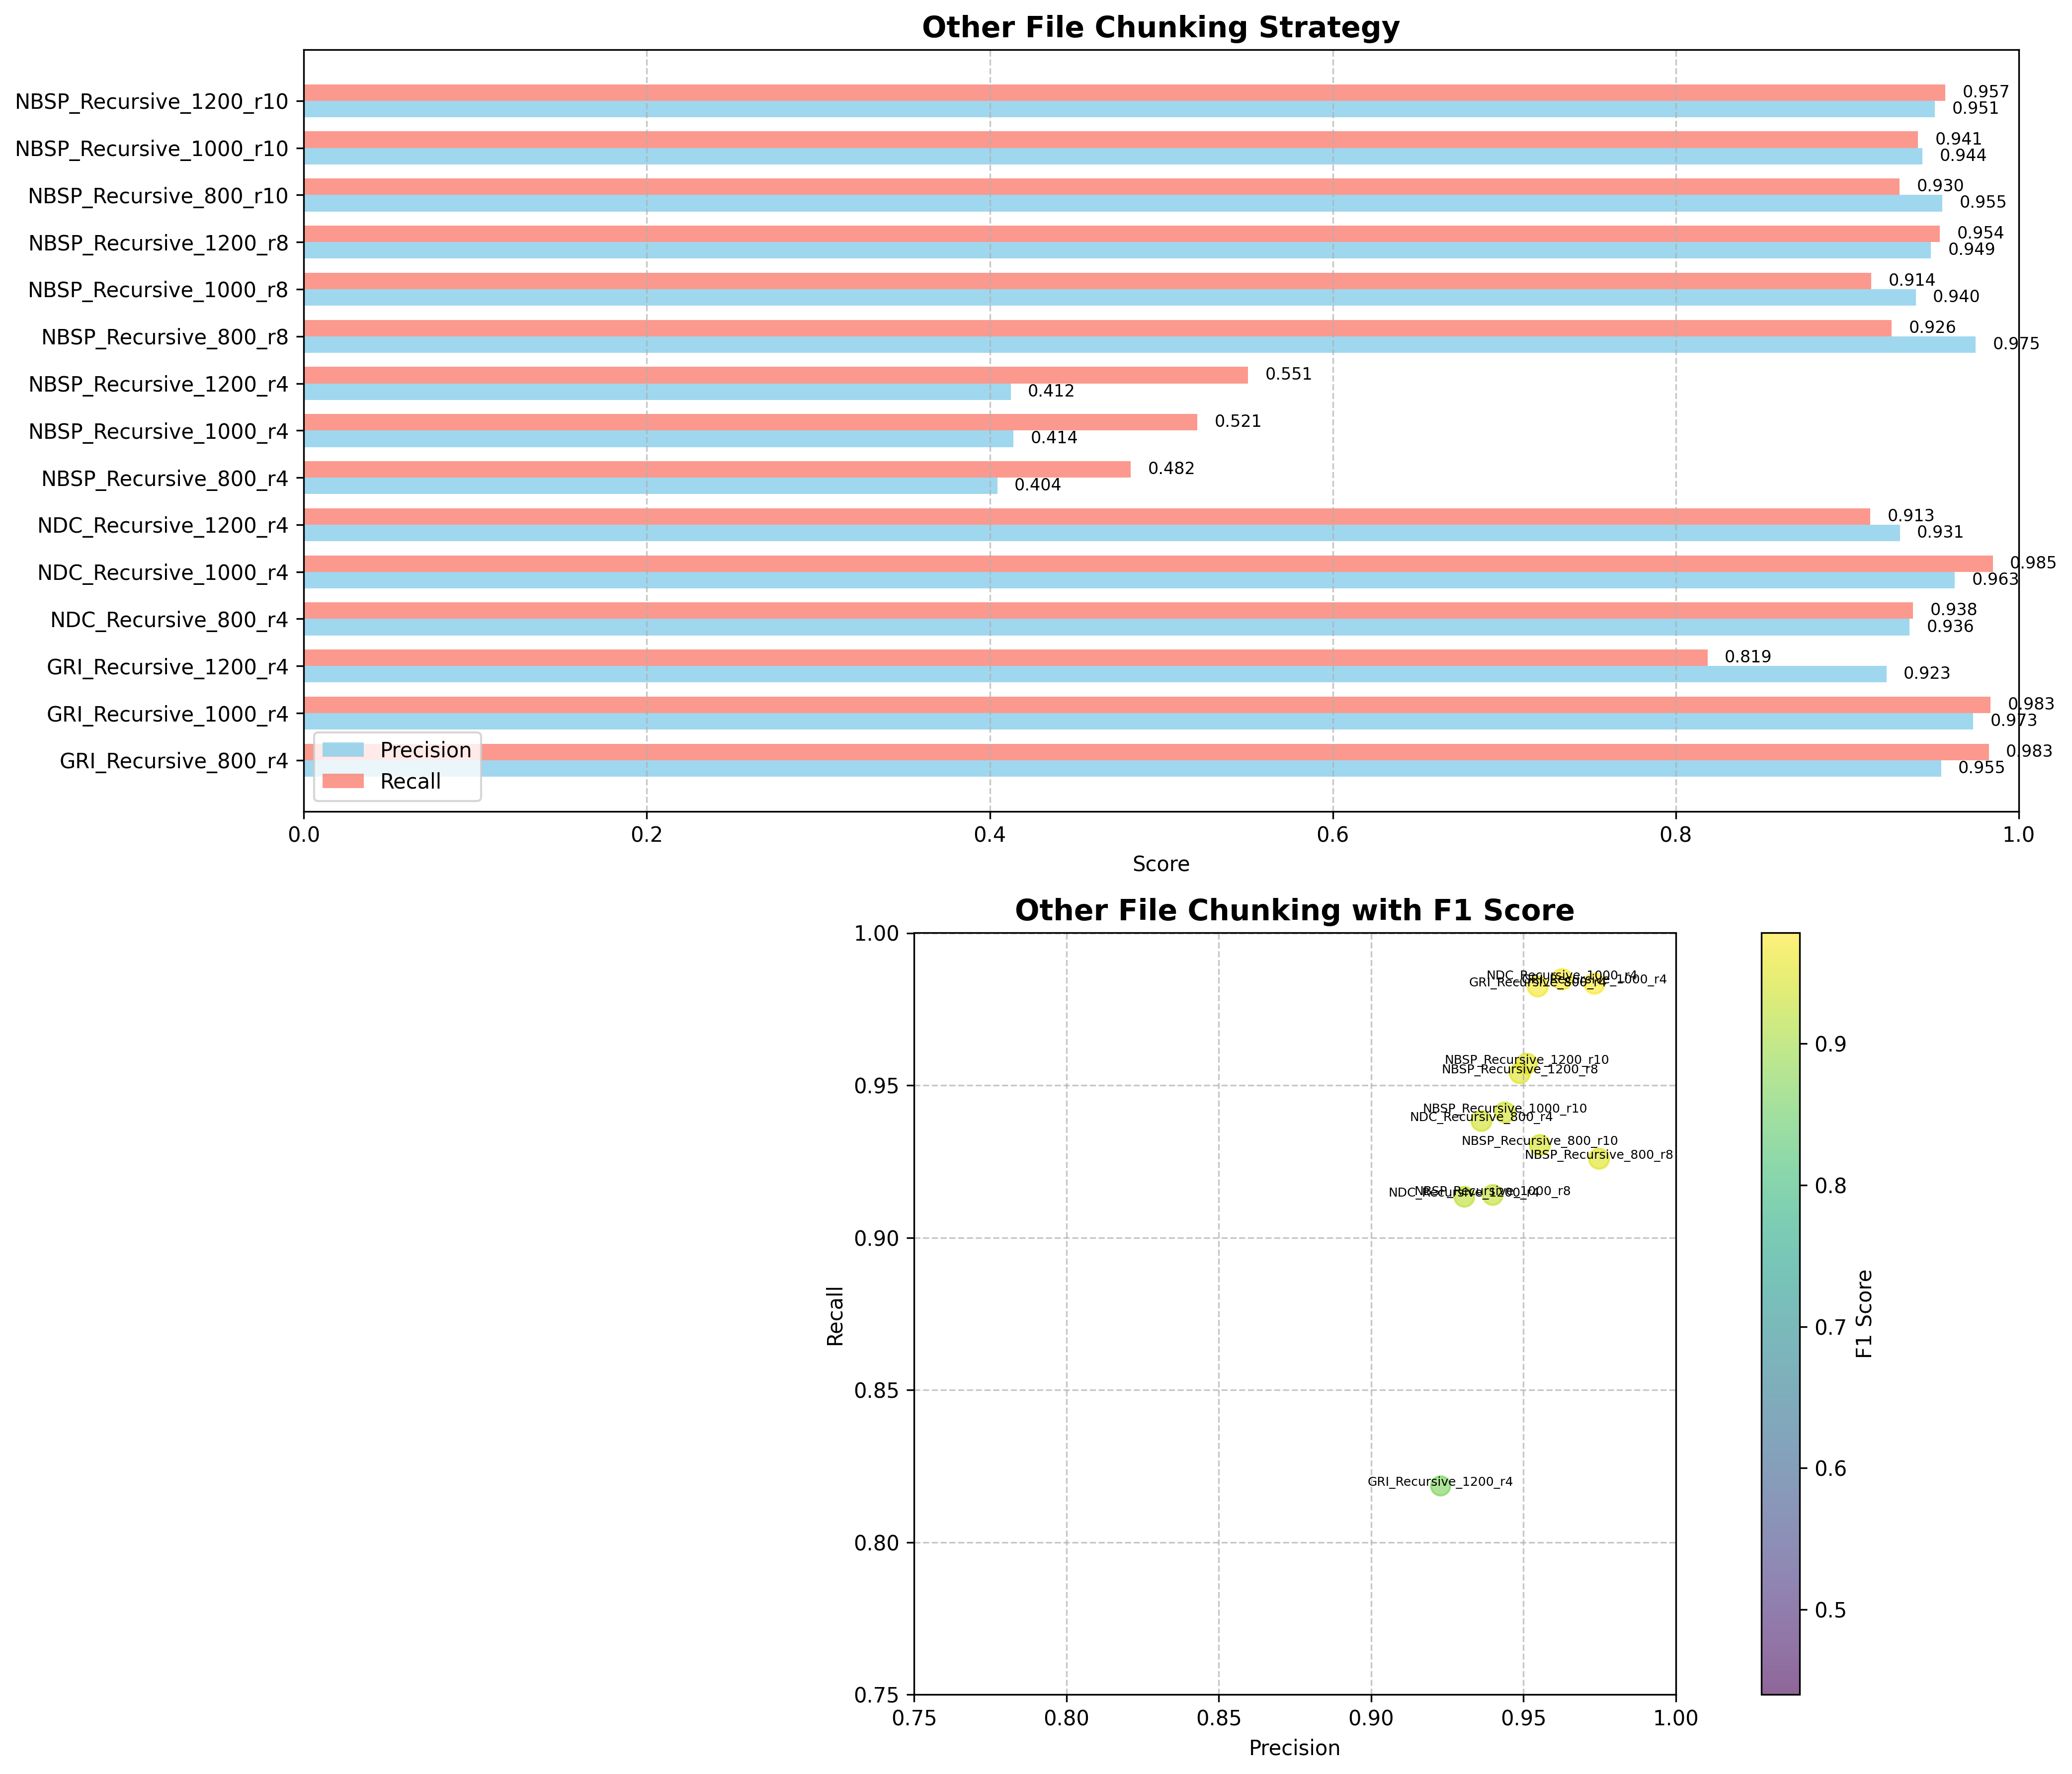 Other File Chunking Strategy
NBSP_Recursive_1200_r10
0.957
0.951
NBSP_Recursive_1000_r10
0.941
0.944
NBSP_Recursive_800_r10
0.930
0.955
NBSP_Recursive_1200_r8
0.954
0.949
NBSP_Recursive_1000_r8
0.914
0.940
NBSP_Recursive_800_r8
0.926
0.975
NBSP_Recursive_1200_r4
0.551
0.412
NBSP_Recursive_1000_r4
0.521
0.414
NBSP_Recursive_800_r4
0.482
0.404
NDC_Recursive_1200_r4
0.913
0.931
NDC_Recursive_1000_r4
0.985
0.963
NDC_Recursive_800_r4
0.938
0.936
GRI_Recursive_1200_r4
0.819
0.923
GRI_Recursive_1000_r4
0.983
0.973
GRI_Recursive_800_r4
0.983
0.955
Precision
Recall
0.0 0.2 0.4 0.6 0.8 1.0
Score
Other File Chunking with F1 Score
1.00
0.95
0.90
0.85
0.80
0.75
Recall
NDC_Recursive_1000_r4
GRI_Recursive_1000_r4
GRI_Recursive_800_r4
NBSP_Recursive_1200_r10
NBSP_Recursive_1200_r8
NBSP_Recursive_1000_r10
NDC_Recursive_800_r4
NBSP_Recursive_800_r10
NBSP_Recursive_800_r8
NBSP_Recursive_1000_r8
NDC_Recursive_1200_r4
GRI_Recursive_1200_r4
0.75 0.80 0.85 0.90 0.95 1.00
Precision
0.9
0.8
0.7
0.6
0.5
F1 Score